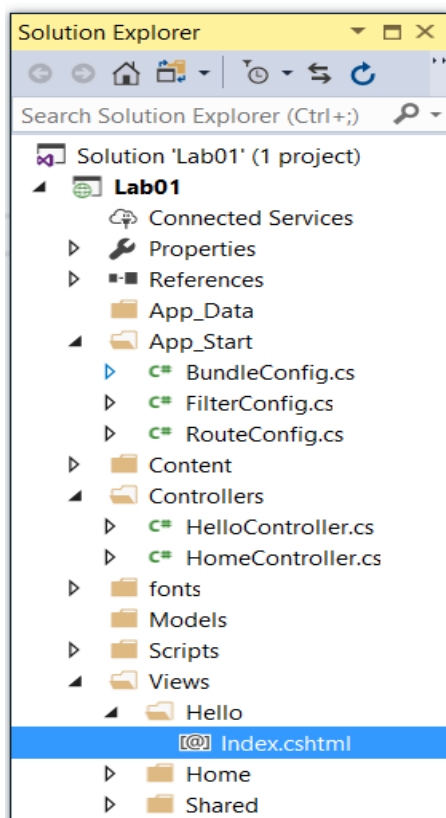 Solution Explorer
Search Solution Explorer (Ctrl+;)
Solution 'Lab01' (1 project)
Lab01
Connected Services
Properties
References
App_Data
App_Start
C# BundleConfig.cs
C# FilterConfig.cs
C# RouteConfig.cs
Content
Controllers
C# HelloController.cs
C# HomeController.cs
fonts
Models
Scripts
Views
Hello
[@] Index.cshtml
Home
Shared